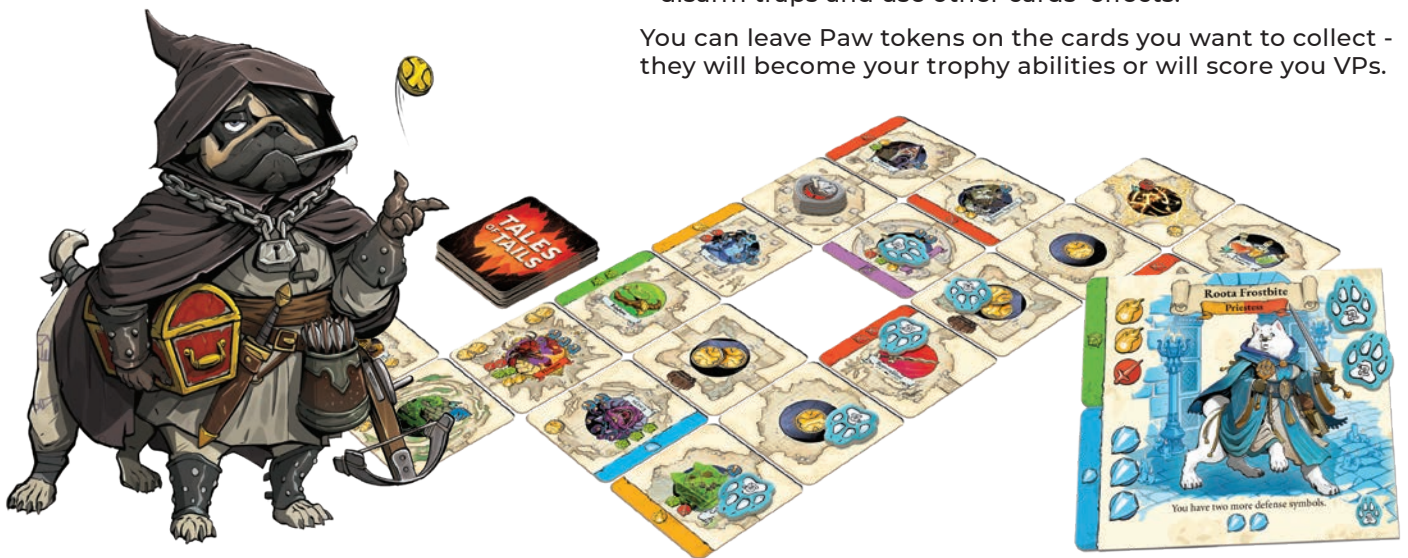 disarm traps and use other cards' effects.
You can leave Paw tokens on the cards you want to collect -
they will become your trophy abilities or will score you VPs.
TALES
OF
TAILS
Roota Frostbite
Priestess
You have two more defense symbols.